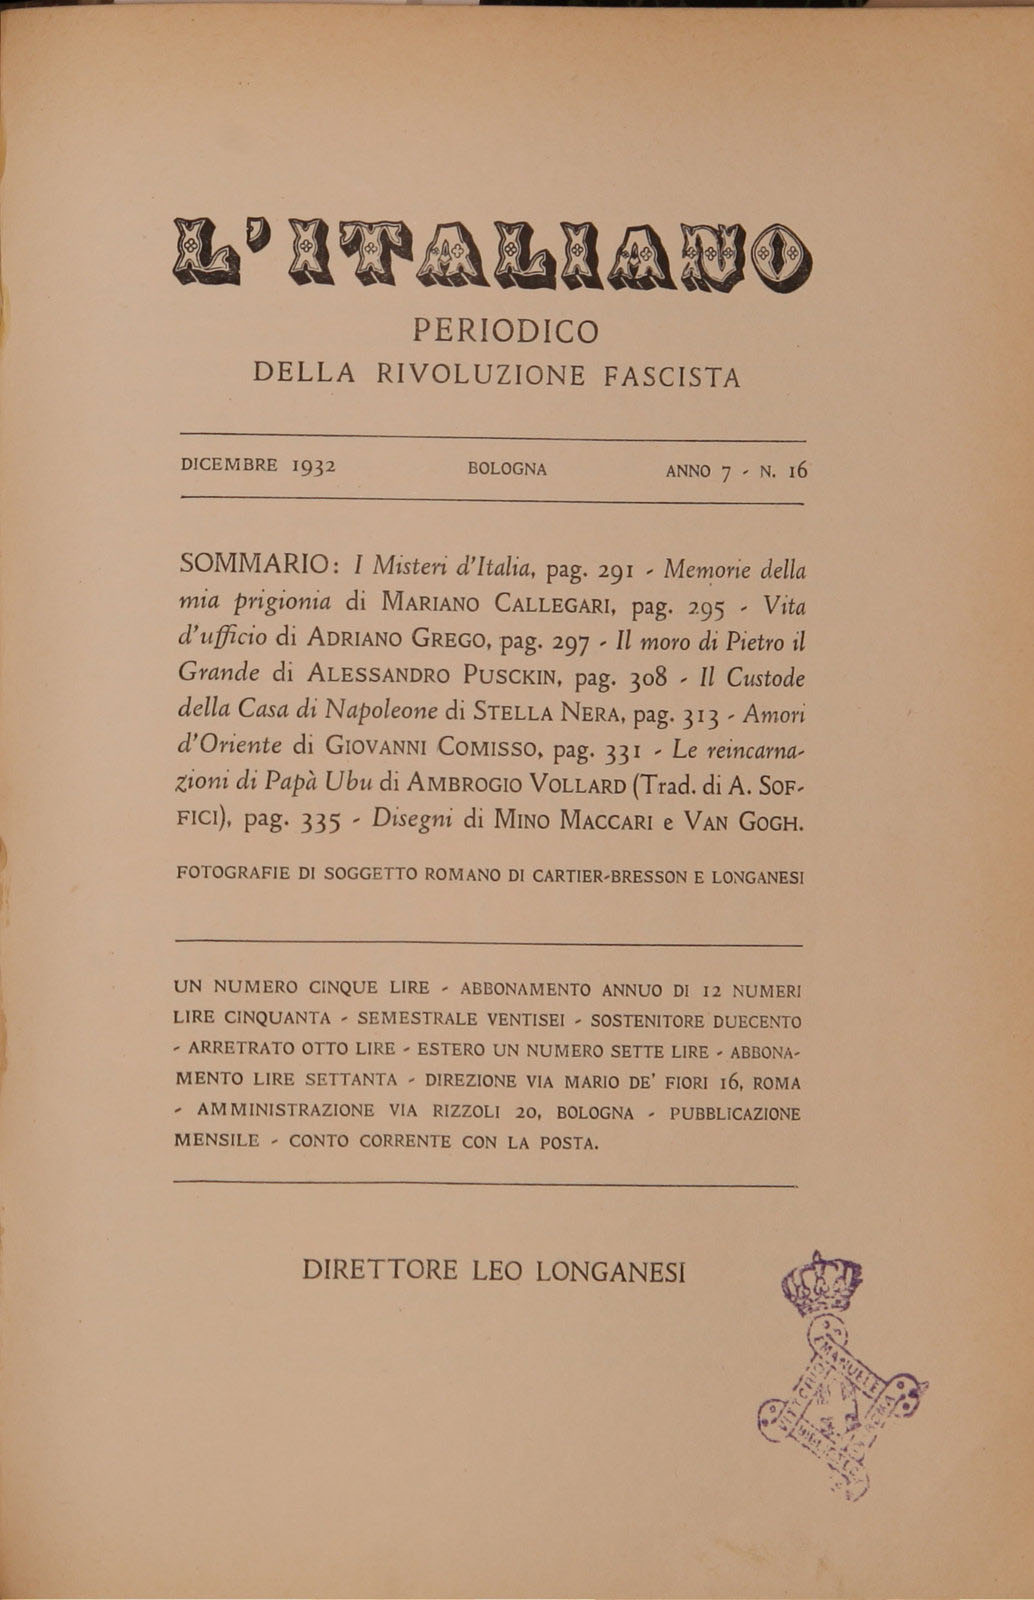 L'ITALIANO
PERIODICO
DELLA RIVOLUZIONE FASCISTA
DICEMBRE 1932 BOLOGNA ANNO 7 - N. 16
SOMMARIO: I Misteri d'Italia, pag. 291 - Memorie della
mia prigionia di MARIANO CALLEGARI, pag. 295 - Vita
d'ufficio di ADRIANO GREGO, pag. 297 - Il moro di Pietro il
Grande di ALESSANDRO PUSCKIN, pag. 308 - Il Custode
della Casa di Napoleone di STELLA NERA, pag. 313 - Amori
d'Oriente di GIOVANNI COMISSO, pag. 331 - Le reincarna-
zioni di Papà Ubu di AMBROGIO VOLLARD (Trad. di A. SOF-
FICI), pag. 335 - Disegni di MINO MACCARI e VAN GOGH.
FOTOGRAFIE DI SOGGETTO ROMANO DI CARTIER-BRESSON E LONGANESI
UN NUMERO CINQUE LIRE - ABBONAMENTO ANNUO DI 12 NUMERI
LIRE CINQUANTA - SEMESTRALE VENTISEI - SOSTENITORE DUECENTO
- ARRETRATO OTTO LIRE - ESTERO UN NUMERO SETTE LIRE - ABBONA-
MENTO LIRE SETTANTA - DIREZIONE VIA MARIO DE' FIORI 16, ROMA
- AMMINISTRAZIONE VIA RIZZOLI 20, BOLOGNA - PUBBLICAZIONE
MENSILE - CONTO CORRENTE CON LA POSTA.
DIRETTORE LEO LONGANESI
EMANUELE
ROMA